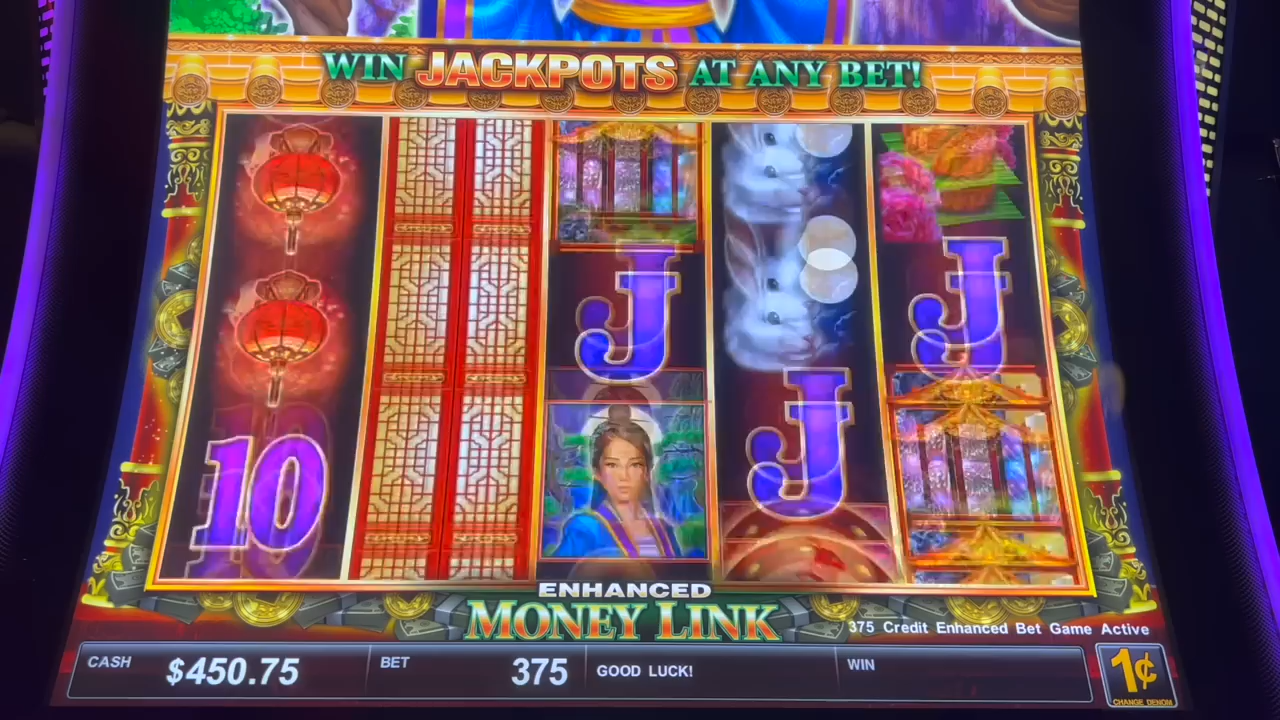 WIN JACKPOTS AT ANY BET!
J
J
J
10
ENHANCED
MONEY LINK
375 Credit Enhanced Bet Game Active
CASH $450.75 BET 375 GOOD LUCK! WIN
1¢
CHANGE DENOM